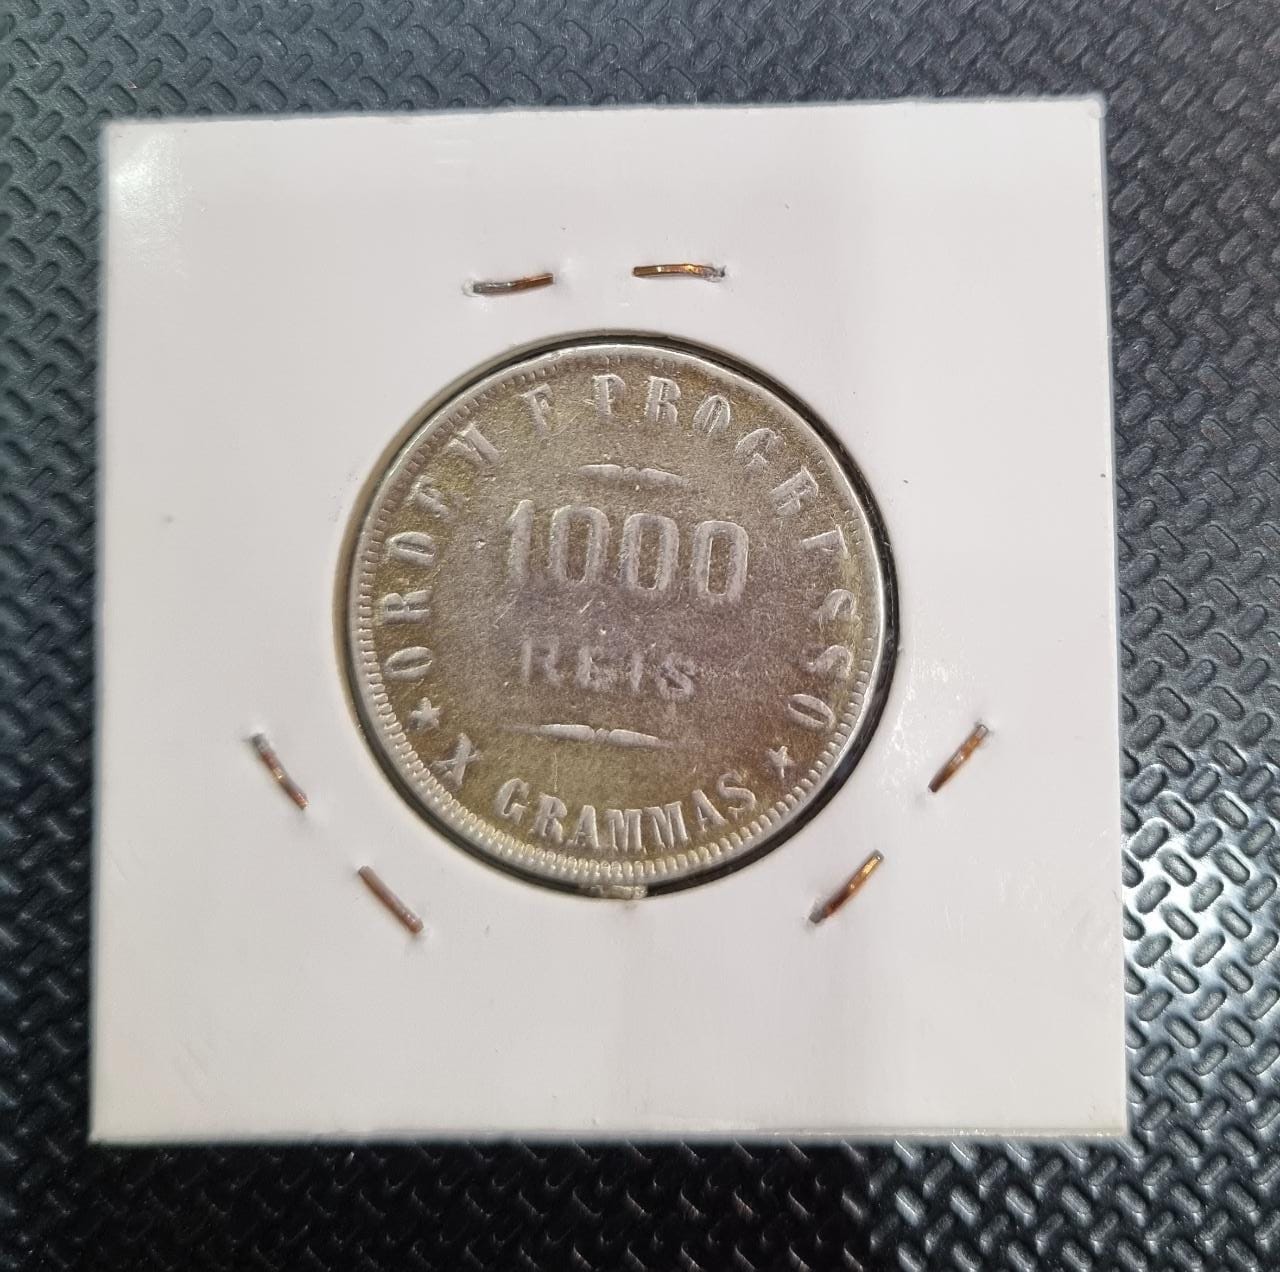 ORDEM E PROGRESSO
1000
REIS
★ X GRAMMAS ★